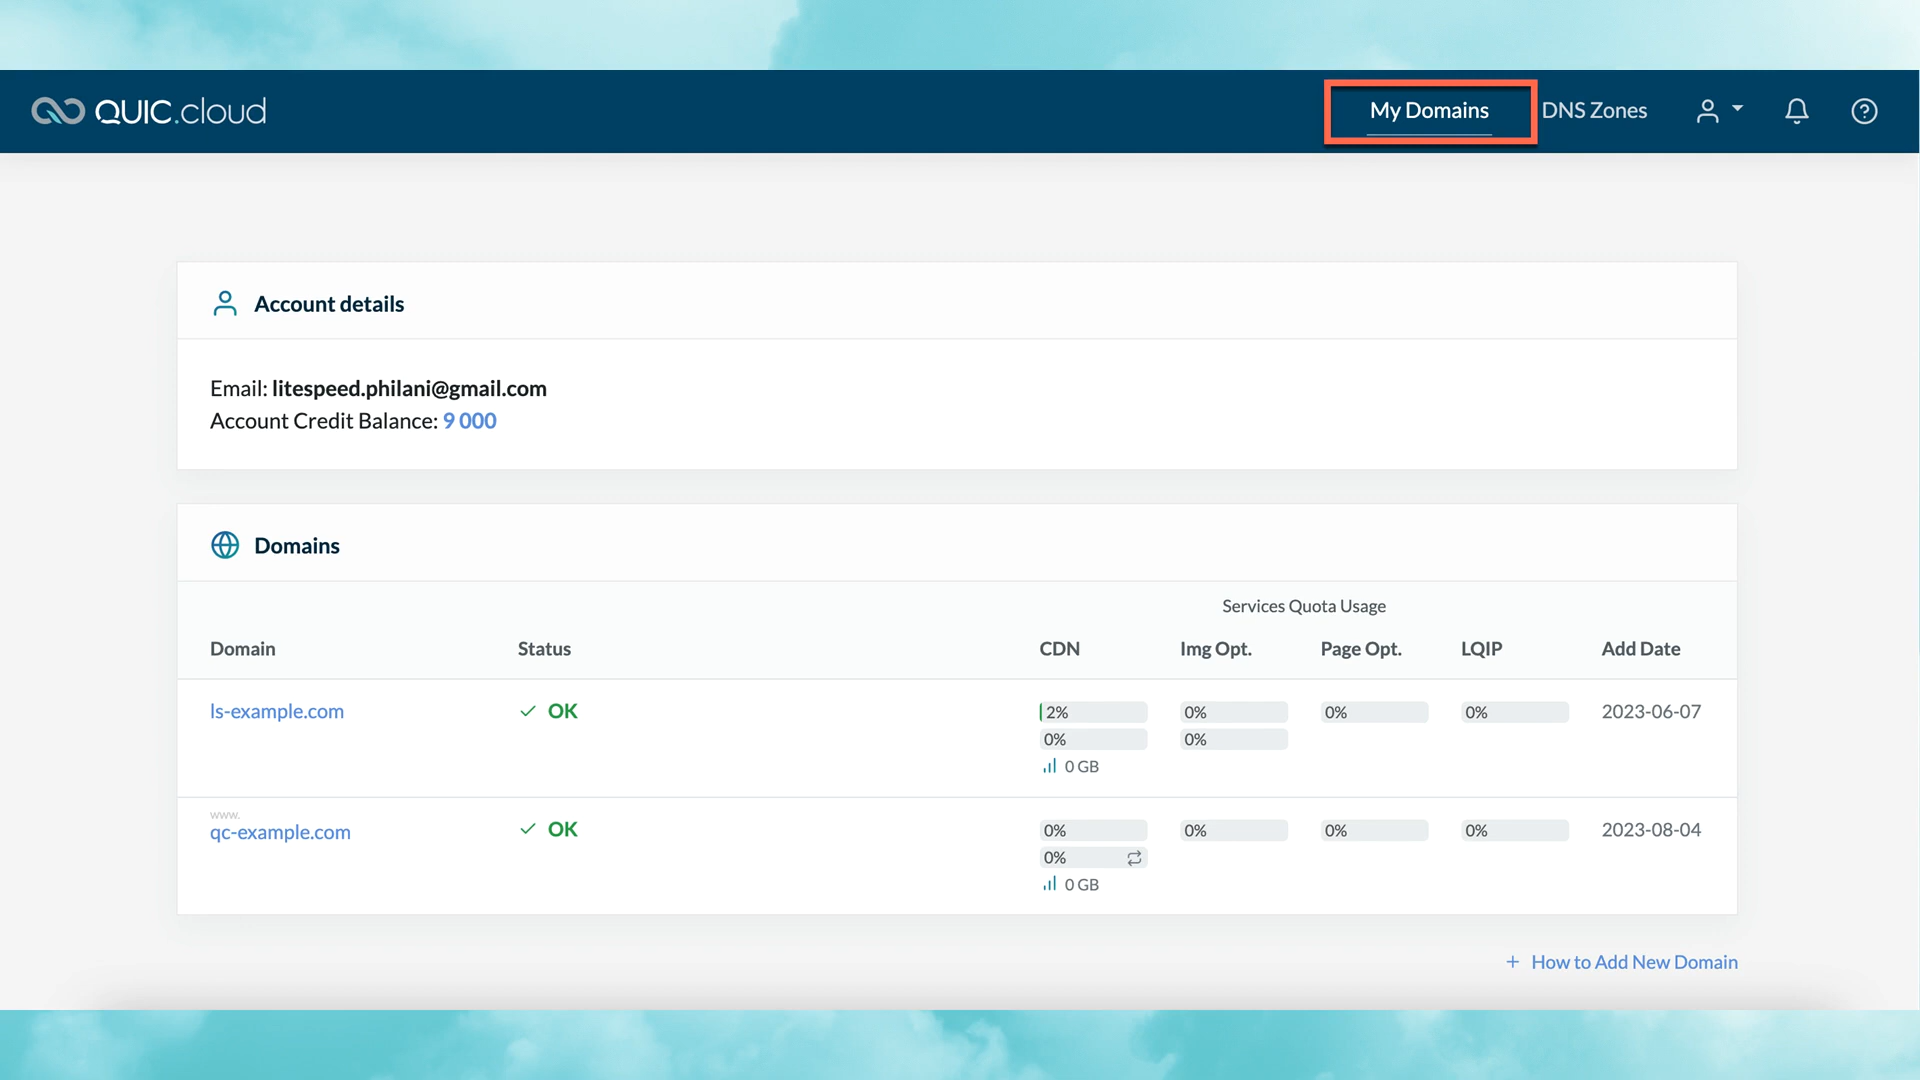 QUIC.cloud
My Domains
DNS Zones
Account details
Email: litespeed.philani@gmail.com
Account Credit Balance: 9 000
Domains
Services Quota Usage
Domain Status CDN Img Opt. Page Opt. LQIP Add Date
ls-example.com OK 2% 0% 0% 0% 2023-06-07
0% 0%
0 GB
www.
qc-example.com OK 0% 0% 0% 0% 2023-08-04
0%
0 GB
+ How to Add New Domain